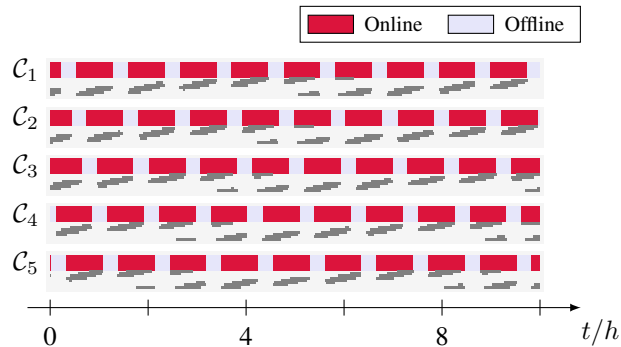 Online Offline
C₁
C₂
C₃
C₄
C₅
0 4 8 t/h